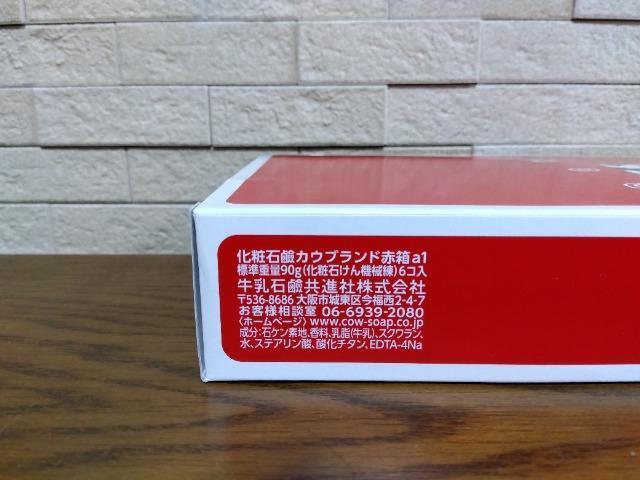 化粧石鹼カウブランド赤箱a1
標準重量90g(化粧石けん機械練)6コ入
牛乳石鹼共進社株式会社
〒536-8686 大阪市城東区今福西2-4-7
お客様相談室 06-6939-2080
〈ホームページ〉www.cow-soap.co.jp
成分:石ケン素地、香料、乳脂(牛乳)、スクワラン、
水、ステアリン酸、酸化チタン、EDTA-4Na